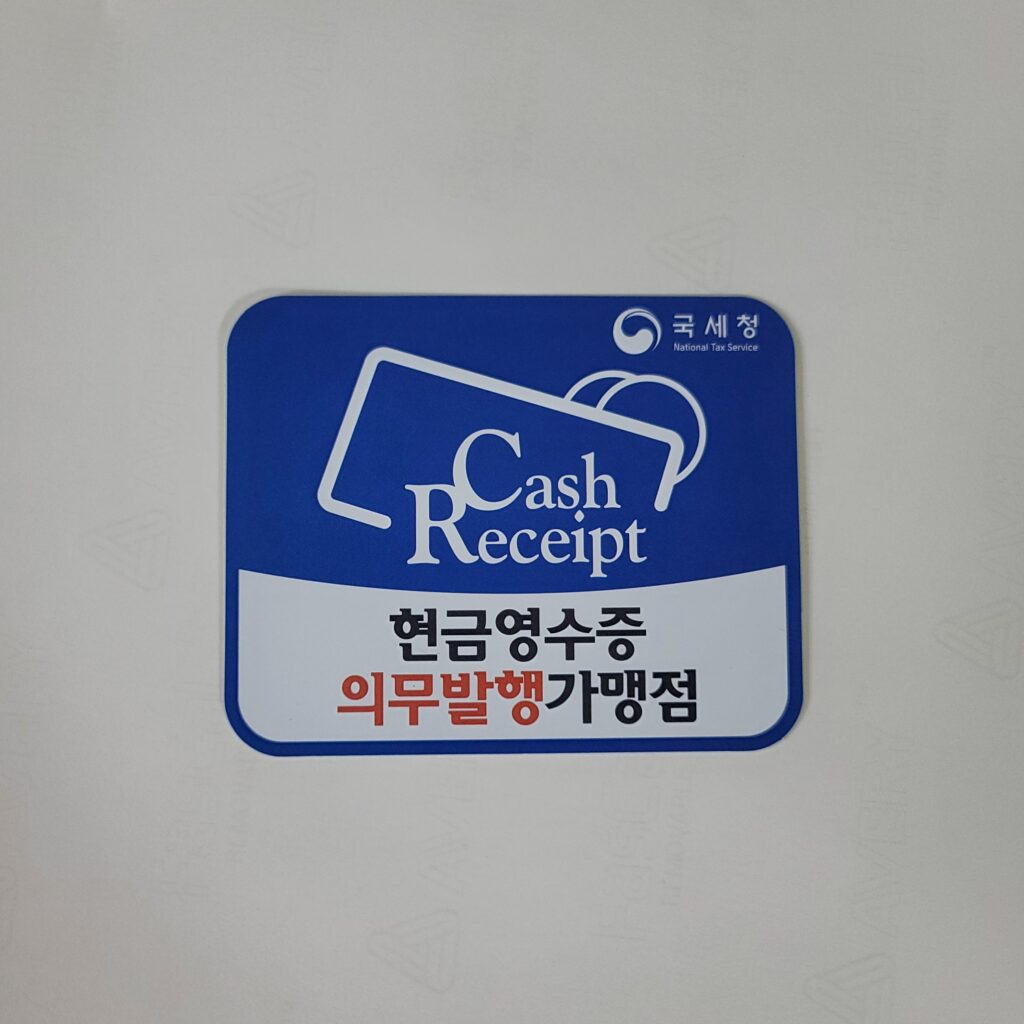 국세청
National Tax Service
Cash
Receipt
현금영수증
의무발행가맹점